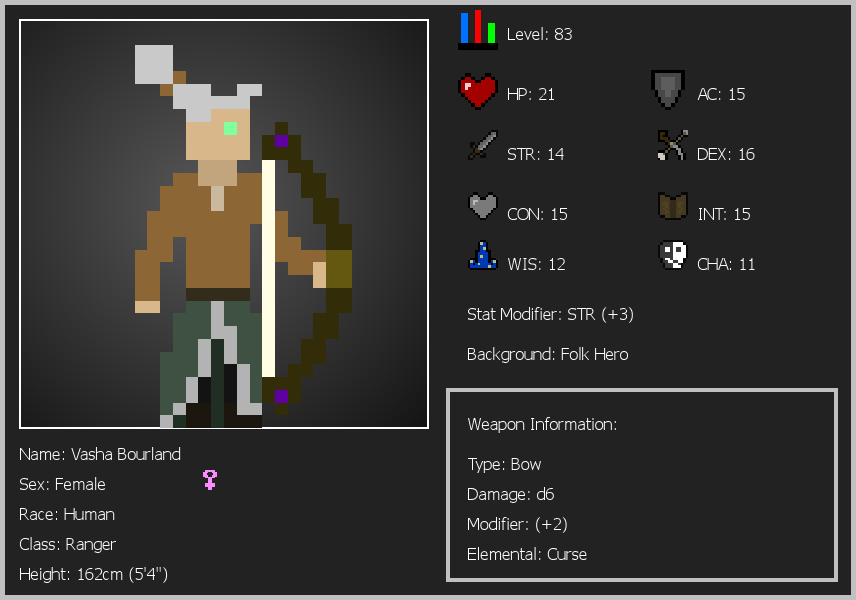 Level: 83
HP: 21
AC: 15
STR: 14
DEX: 16
CON: 15
INT: 15
WIS: 12
CHA: 11
Stat Modifier: STR (+3)
Background: Folk Hero
Weapon Information:
Type: Bow
Damage: d6
Modifier: (+2)
Elemental: Curse
Name: Vasha Bourland
Sex: Female
Race: Human
Class: Ranger
Height: 162cm (5'4")